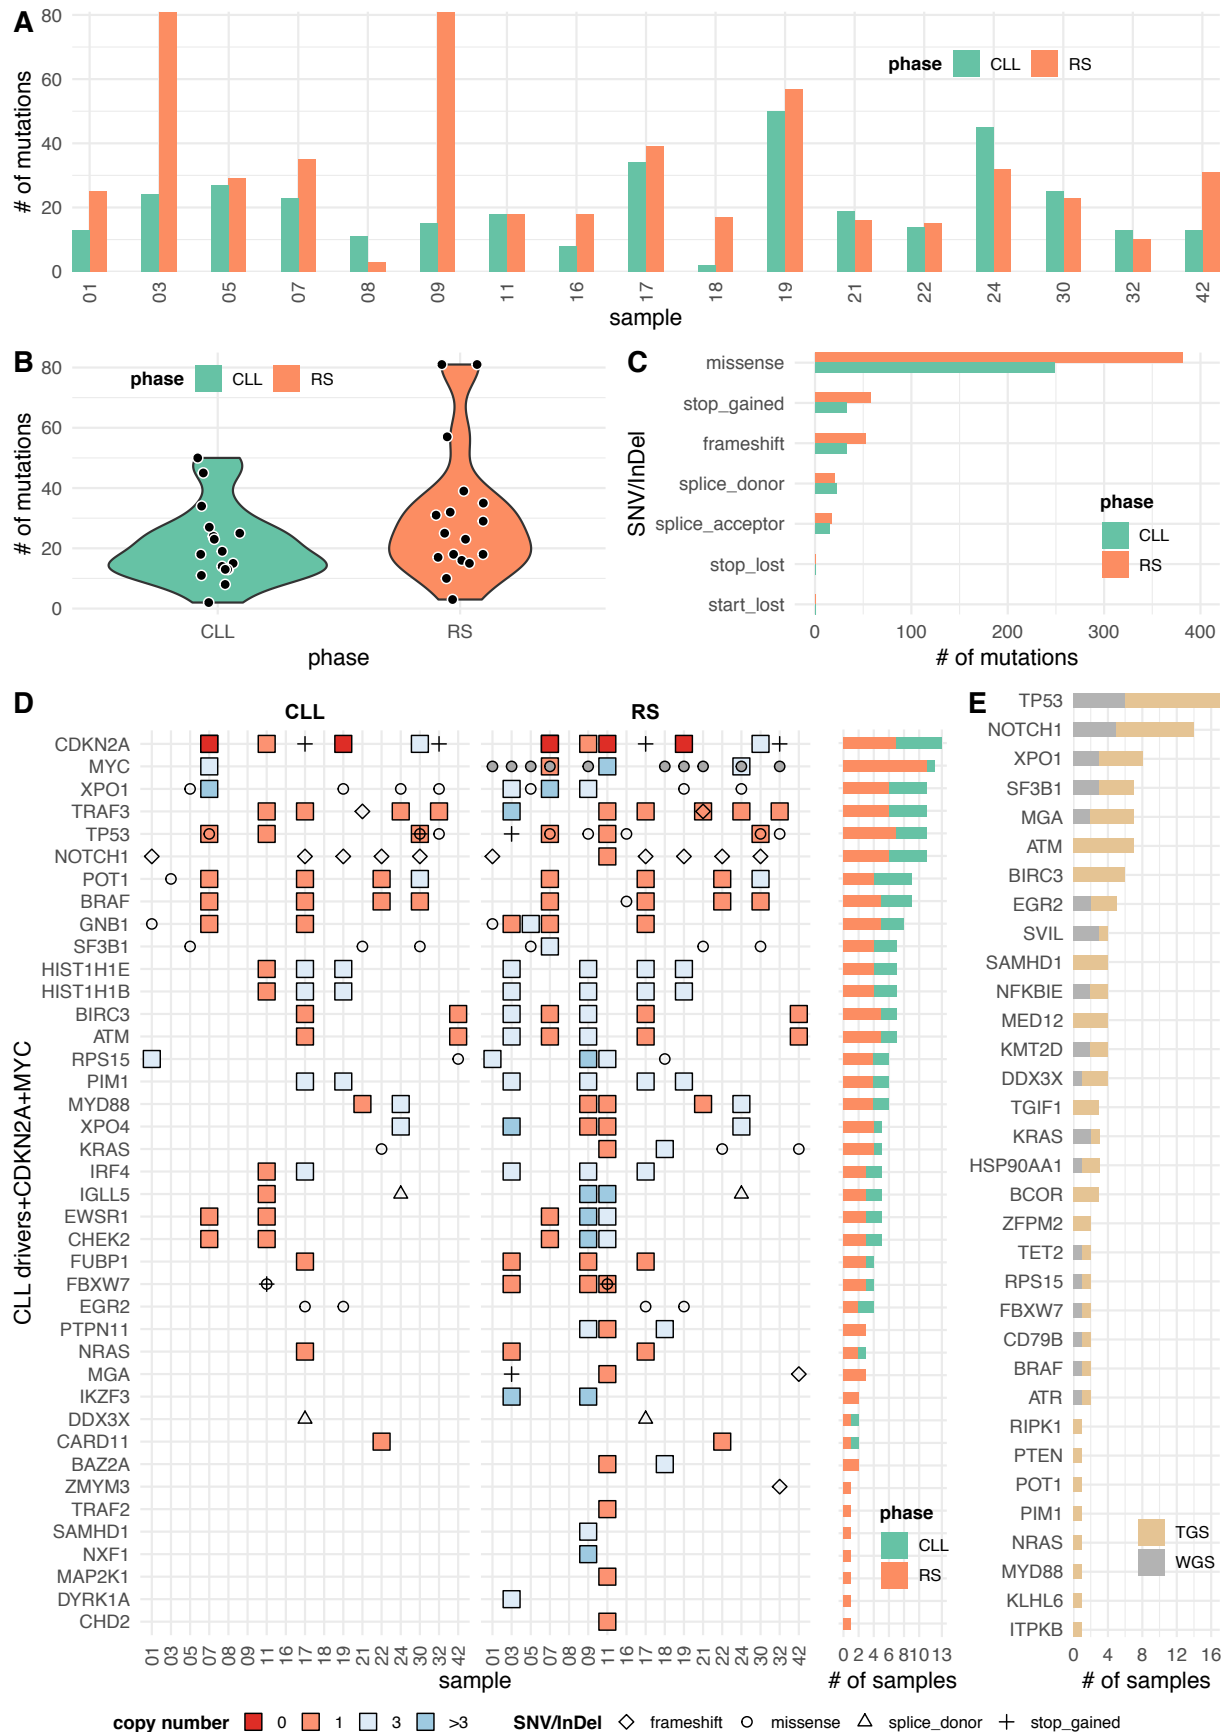 A
# of mutations
80
60
40
20
0
phase CLL RS
01 03 05 07 08 09 11 16 17 18 19 21 22 24 30 32 42
sample
B
# of mutations
80
60
40
20
0
phase CLL RS
CLL RS
phase
C
SNV/InDel
missense
stop_gained
frameshift
splice_donor
splice_acceptor
stop_lost
start_lost
phase
CLL
RS
0 100 200 300 400
# of mutations
D
CLL RS
CLL drivers+CDKN2A+MYC
CDKN2A
MYC
XPO1
TRAF3
TP53
NOTCH1
POT1
BRAF
GNB1
SF3B1
HIST1H1E
HIST1H1B
BIRC3
ATM
RPS15
PIM1
MYD88
XPO4
KRAS
IRF4
IGLL5
EWSR1
CHEK2
FUBP1
FBXW7
EGR2
PTPN11
NRAS
MGA
IKZF3
DDX3X
CARD11
BAZ2A
ZMYM3
TRAF2
SAMHD1
NXF1
MAP2K1
DYRK1A
CHD2
01 03 05 07 08 09 11 16 17 18 19 21 22 24 30 32 42 01 03 05 07 08 09 11 16 17 18 19 21 22 24 30 32 42
sample
phase
CLL
RS
0 2 4 6 8 10 13
# of samples
E
TP53
NOTCH1
XPO1
SF3B1
MGA
ATM
BIRC3
EGR2
SVIL
SAMHD1
NFKBIE
MED12
KMT2D
DDX3X
TGIF1
KRAS
HSP90AA1
BCOR
ZFPM2
TET2
RPS15
FBXW7
CD79B
BRAF
ATR
RIPK1
PTEN
POT1
PIM1
NRAS
MYD88
KLHL6
ITPKB
TGS
WGS
0 4 8 12 16
# of samples
copy number 0 1 3 >3 SNV/InDel frameshift missense splice_donor stop_gained